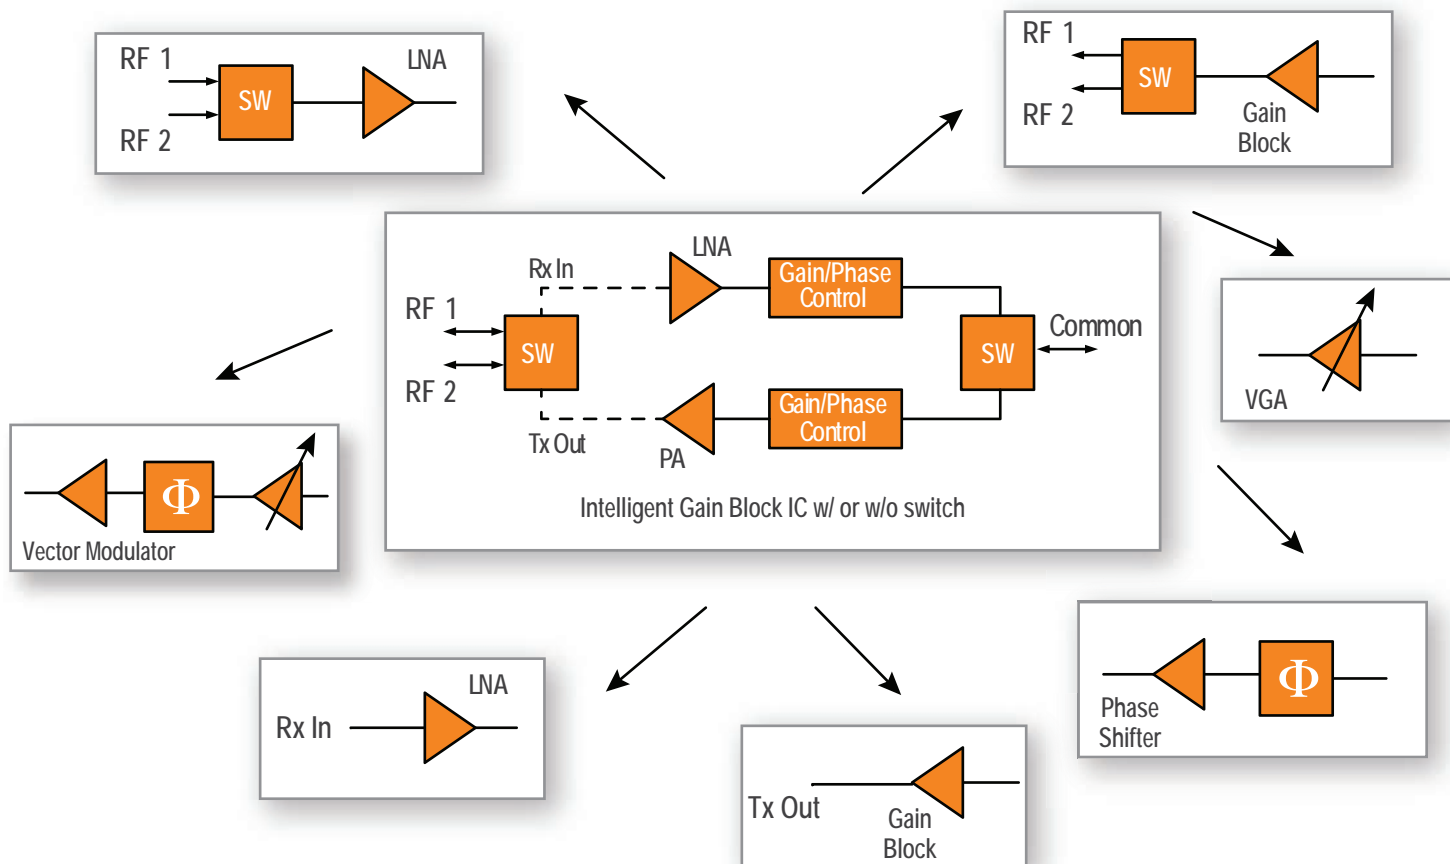 RF 1
LNA
SW
RF 2
RF 1
SW
RF 2
Gain
Block
LNA
Rx In
Gain/Phase
Control
RF 1
SW
SW
Common
RF 2
Gain/Phase
Control
Tx Out
PA
Intelligent Gain Block IC w/ or w/o switch
VGA
Φ
Vector Modulator
LNA
Rx In
Φ
Phase
Shifter
Tx Out
Gain
Block